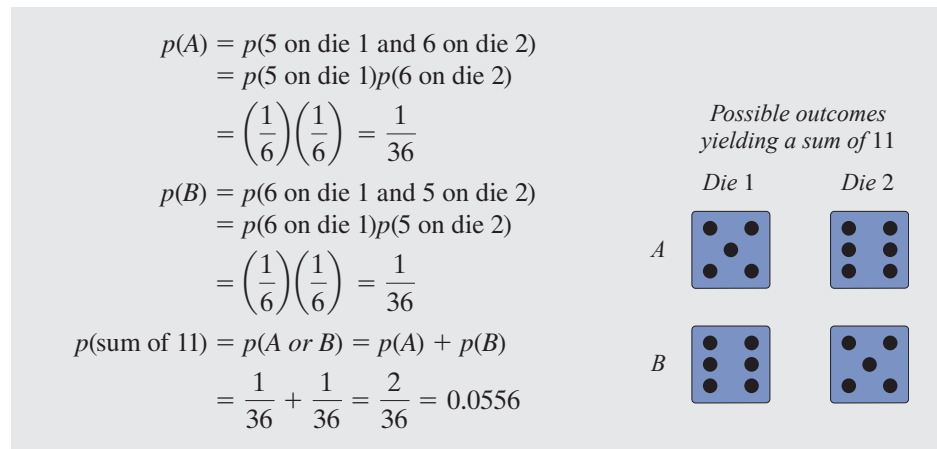 p(A) = p(5 on die 1 and 6 on die 2)
= p(5 on die 1)p(6 on die 2)
= (1/6)(1/6) = 1/36
p(B) = p(6 on die 1 and 5 on die 2)
= p(6 on die 1)p(5 on die 2)
= (1/6)(1/6) = 1/36
p(sum of 11) = p(A or B) = p(A) + p(B)
= 1/36 + 1/36 = 2/36 = 0.0556
Possible outcomes
yielding a sum of 11
Die 1 Die 2
A
B